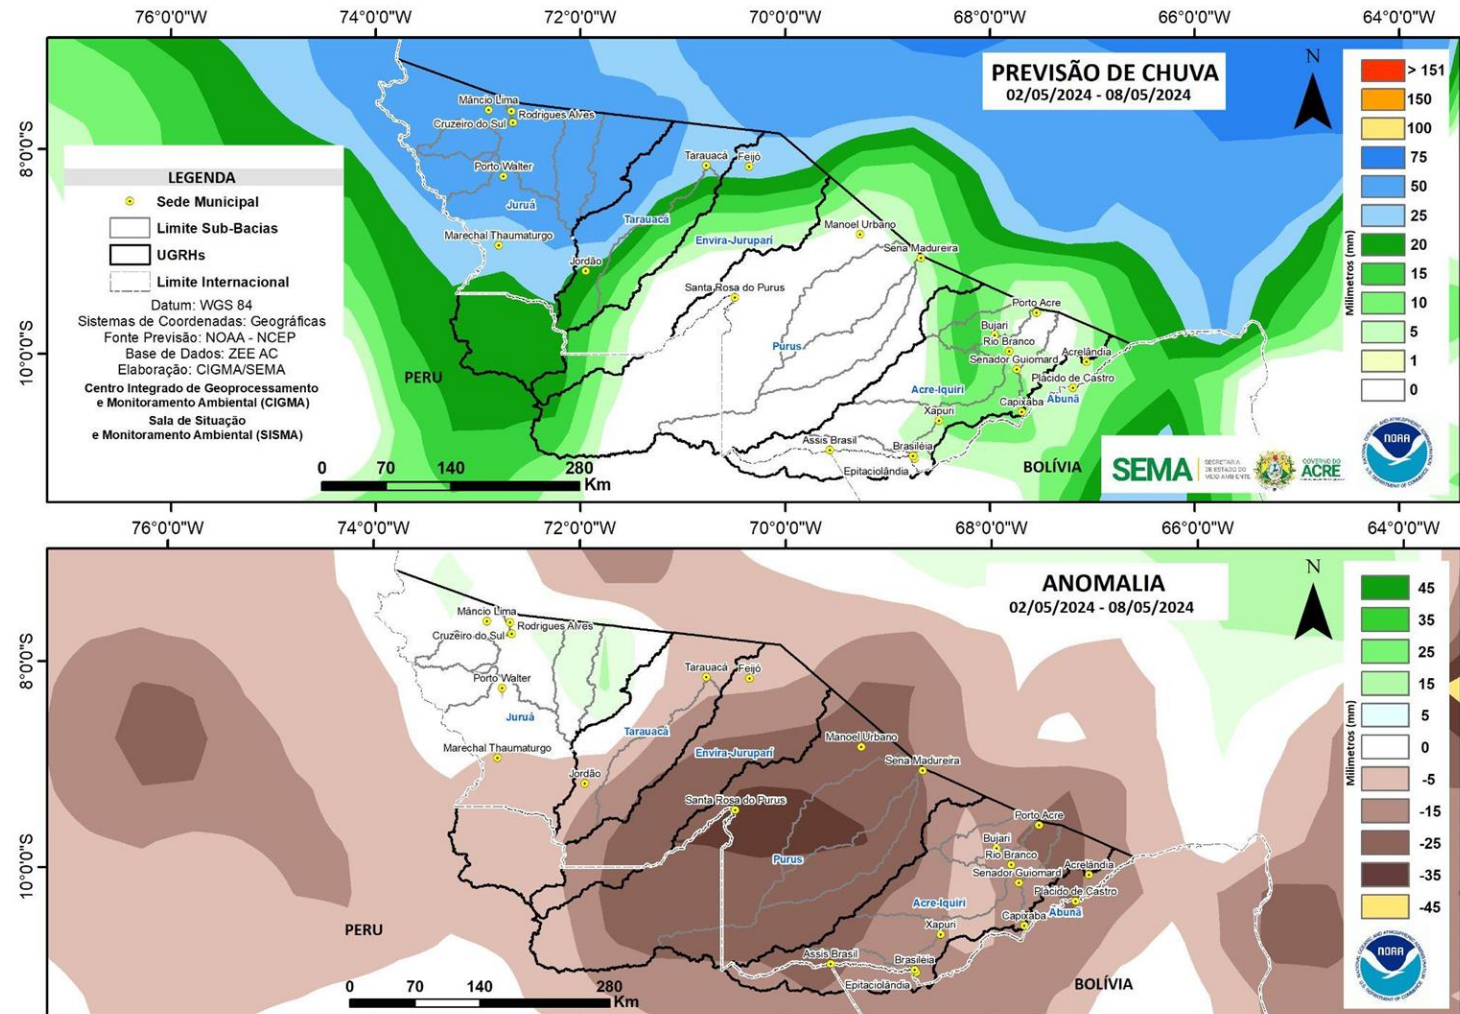 76°0'0"W 74°0'0"W 72°0'0"W 70°0'0"W 68°0'0"W 66°0'0"W 64°0'0"W
8°0'0"S
10°0'0"S
PREVISÃO DE CHUVA
02/05/2024 - 08/05/2024
N
Milímetros (mm)
> 151
150
100
75
50
25
20
15
10
5
1
0
LEGENDA
Sede Municipal
Limite Sub-Bacias
UGRHs
Limite Internacional
Datum: WGS 84
Sistemas de Coordenadas: Geográficas
Fonte Previsão: NOAA - NCEP
Base de Dados: ZEE AC
Elaboração: CIGMA/SEMA
Centro Integrado de Geoprocessamento
e Monitoramento Ambiental (CIGMA)
Sala de Situação
e Monitoramento Ambiental (SISMA)
Mâncio Lima
Rodrigues Alves
Cruzeiro do Sul
Porto Walter
Juruá
Marechal Thaumaturgo
Jordão
Tarauacá
Feijó
Tarauacá
Envira-Jurupari
Manoel Urbano
Sena Madureira
Santa Rosa do Purus
Purus
Porto Acre
Bujari
Rio Branco
Senador Guiomard
Acrelândia
Plácido de Castro
Acre-Iquiri
Abunã
Capixaba
Xapuri
Assis Brasil
Brasiléia
Epitaciolândia
PERU
BOLÍVIA
0 70 140 280
Km
SEMA
SECRETARIA
DE ESTADO DO
MEIO AMBIENTE
GOVERNO DO
ACRE
NOAA
76°0'0"W 74°0'0"W 72°0'0"W 70°0'0"W 68°0'0"W 66°0'0"W 64°0'0"W
8°0'0"S
10°0'0"S
ANOMALIA
02/05/2024 - 08/05/2024
N
Milímetros (mm)
45
35
25
15
5
0
-5
-15
-25
-35
-45
Mâncio Lima
Rodrigues Alves
Cruzeiro do Sul
Porto Walter
Juruá
Marechal Thaumaturgo
Jordão
Tarauacá
Feijó
Tarauacá
Envira-Jurupari
Manoel Urbano
Sena Madureira
Santa Rosa do Purus
Purus
Porto Acre
Bujari
Rio Branco
Senador Guiomard
Acrelândia
Plácido de Castro
Acre-Iquiri
Abunã
Capixaba
Xapuri
Assis Brasil
Brasiléia
Epitaciolândia
PERU
BOLÍVIA
0 70 140 280
Km
NOAA